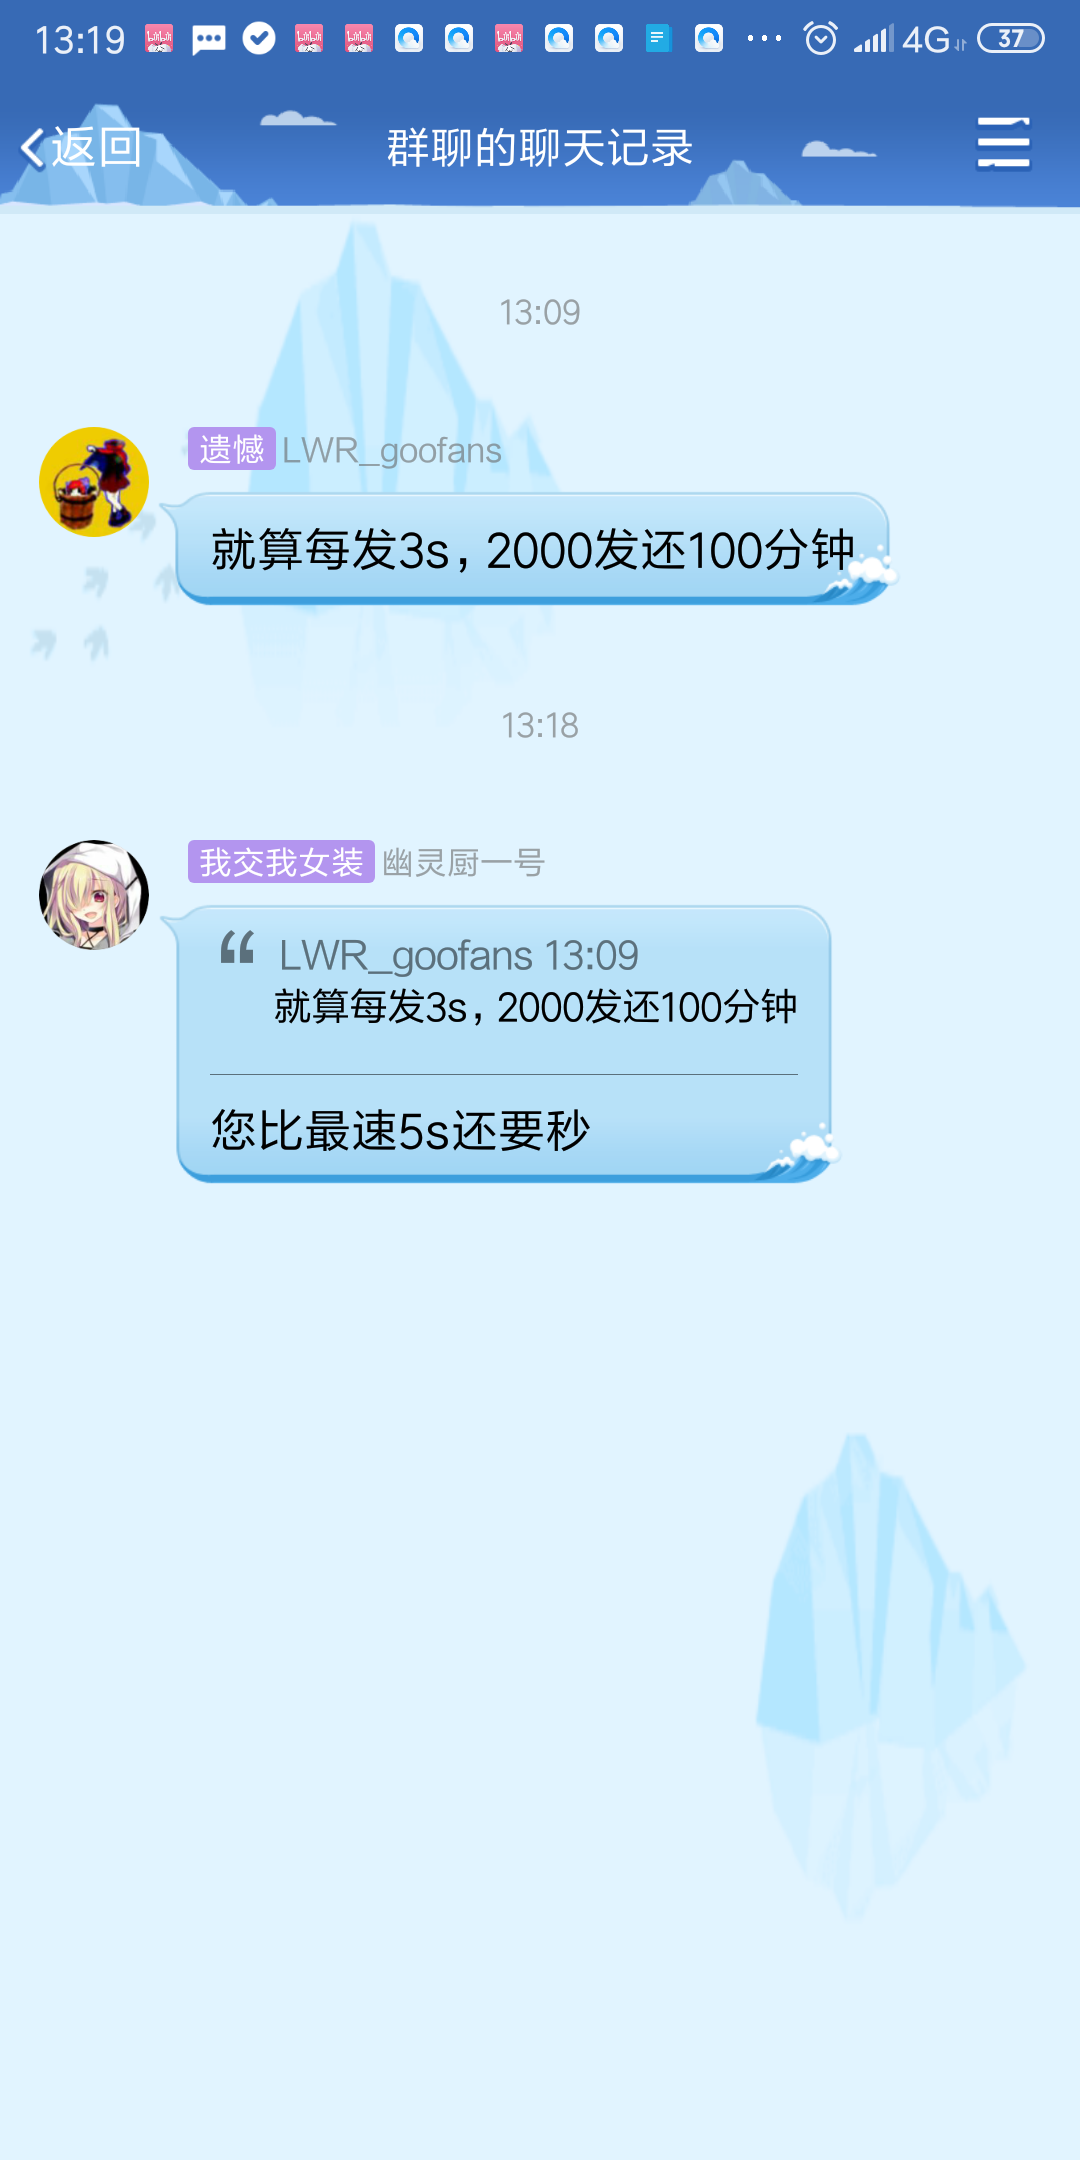 13:19
4G
37
返回
群聊的聊天记录
13:09
遗憾 LWR_goofans
就算每发3s，2000发还100分钟
13:18
我交我女装 幽灵厨一号
“ LWR_goofans 13:09
就算每发3s，2000发还100分钟
您比最速5s还要秒